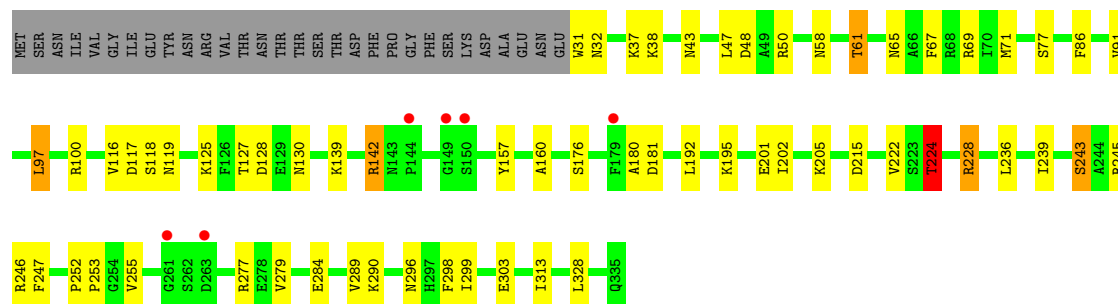 MET SER ASN ILE VAL GLY ILE GLU TYR ASN ARG VAL THR ASN THR THR SER THR ASP PHE PRO GLY PHE SER LYS ASP ALA GLU ASN GLU W31 N32 K37 K38 N43 L47 D48 A49 R50 N58 T61 N65 A66 F67 R68 R69 I70 M71 S77 F86
L97 R100 V116 D117 S118 N119 K125 F126 T127 D128 E129 N130 K139 R142 N143 P144 G149 S150 Y157 A160 S176 F179 A180 D181 L192 K195 E201 I202 K205 D215 V222 S223 T224 R228 L236 I239 S243 A244
R246 F247 P252 P253 G254 V255 G261 S262 D263 R277 E278 V279 E284 V289 K290 N296 H297 F298 I299 E303 I313 L328 Q335